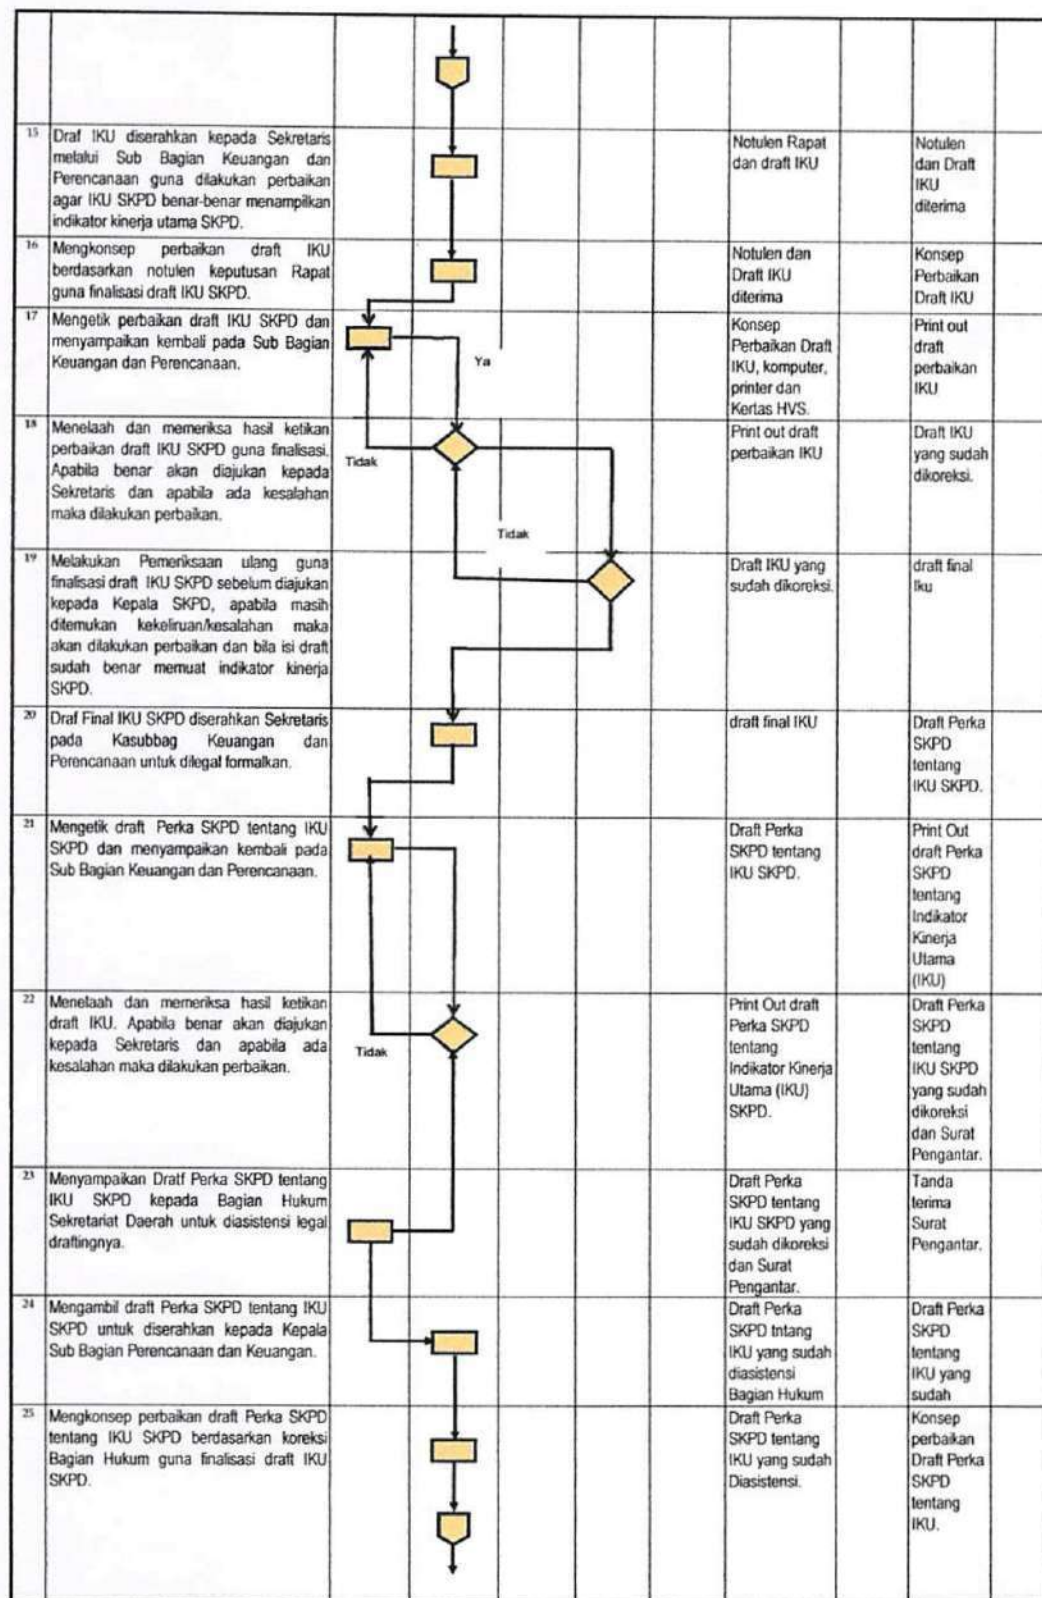 15 Draf IKU diserahkan kepada Sekretaris
melalui Sub Bagian Keuangan dan
Perencanaan guna dilakukan perbaikan
agar IKU SKPD benar-benar menampilkan
indikator kinerja utama SKPD.
Notulen Rapat
dan draft IKU
Notulen
dan Draft
IKU
diterima
16 Mengkonsep perbaikan draft IKU
berdasarkan notulen keputusan Rapat
guna finalisasi draft IKU SKPD.
Notulen dan
Draft IKU
diterima
Konsep
Perbaikan
Draft IKU
17 Mengetik perbaikan draft IKU SKPD dan
menyampaikan kembali pada Sub Bagian
Keuangan dan Perencanaan.
Ya
Konsep
Perbaikan Draft
IKU, komputer,
printer dan
Kertas HVS.
Print out
draft
perbaikan
IKU
18 Menelaah dan memeriksa hasil ketikan
perbaikan draft IKU SKPD guna finalisasi.
Apabila benar akan diajukan kepada
Sekretaris dan apabila ada kesalahan
maka dilakukan perbaikan.
Tidak
Tidak
Print out draft
perbaikan IKU
Draft IKU
yang sudah
dikoreksi.
19 Melakukan Pemeriksaan ulang guna
finalisasi draft IKU SKPD sebelum diajukan
kepada Kepala SKPD, apabila masih
ditemukan kekeliruan/kesalahan maka
akan dilakukan perbaikan dan bila isi draft
sudah benar memuat indikator kinerja
SKPD.
Draft IKU yang
sudah dikoreksi.
draft final
Iku
20 Draf Final IKU SKPD diserahkan Sekretaris
pada Kasubbag Keuangan dan
Perencanaan untuk dilegal formalkan.
draft final IKU
Draft Perka
SKPD
tentang
IKU SKPD.
21 Mengetik draft Perka SKPD tentang IKU
SKPD dan menyampaikan kembali pada
Sub Bagian Keuangan dan Perencanaan.
Draft Perka
SKPD tentang
IKU SKPD.
Print Out
draft Perka
SKPD
tentang
Indikator
Kinerja
Utama
(IKU)
22 Menelaah dan memeriksa hasil ketikan
draft IKU. Apabila benar akan diajukan
kepada Sekretaris dan apabila ada
kesalahan maka dilakukan perbaikan.
Tidak
Print Out draft
Perka SKPD
tentang
Indikator Kinerja
Utama (IKU)
SKPD.
Draft Perka
SKPD
tentang
IKU SKPD
yang sudah
dikoreksi
dan Surat
Pengantar.
23 Menyampaikan Dratf Perka SKPD tentang
IKU SKPD kepada Bagian Hukum
Sekretariat Daerah untuk diasistensi legal
draftingnya.
Draft Perka
SKPD tentang
IKU SKPD yang
sudah dikoreksi
dan Surat
Pengantar.
Tanda
terima
Surat
Pengantar.
24 Mengambil draft Perka SKPD tentang IKU
SKPD untuk diserahkan kepada Kepala
Sub Bagian Perencanaan dan Keuangan.
Draft Perka
SKPD tntang
IKU yang sudah
diasistensi
Bagian Hukum
Draft Perka
SKPD
tentang
IKU yang
sudah
25 Mengkonsep perbaikan draft Perka SKPD
tentang IKU SKPD berdasarkan koreksi
Bagian Hukum guna finalisasi draft IKU
SKPD.
Draft Perka
SKPD tentang
IKU yang sudah
Diasistensi.
Konsep
perbaikan
Draft Perka
SKPD
tentang
IKU.